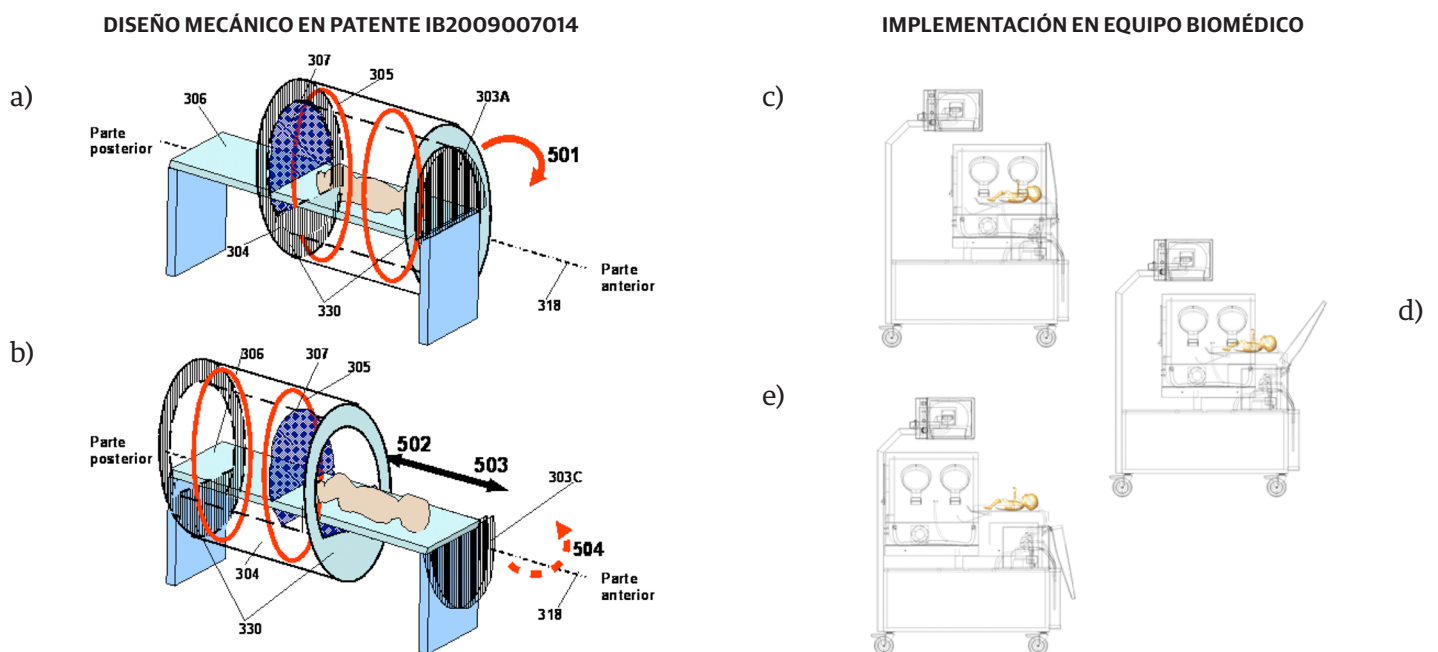 DISEÑO MECÁNICO EN PATENTE IB2009007014
IMPLEMENTACIÓN EN EQUIPO BIOMÉDICO
a)
307
305
306
303A
Parte
posterior
501
304
330
318
Parte
anterior
b)
306
307
305
Parte
posterior
502
503
303C
504
304
330
318
Parte
anterior
c)
d)
e)